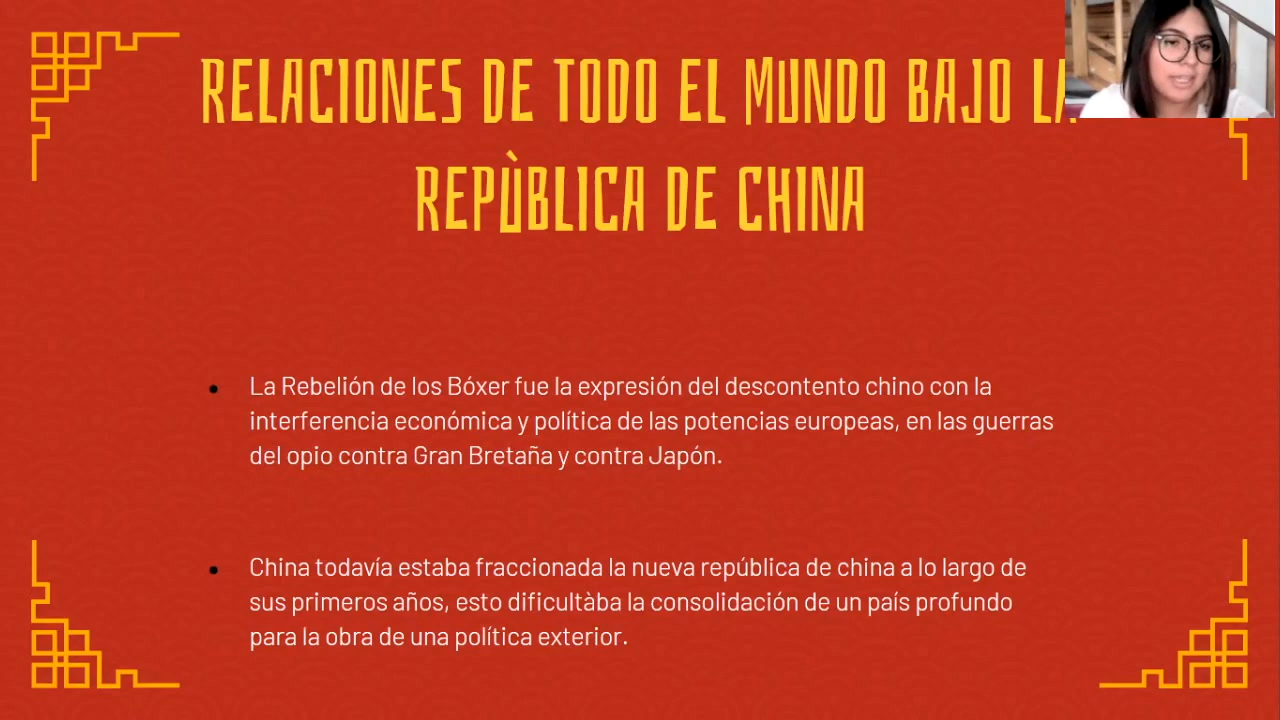 RELACIONES DE TODO EL MUNDO BAJO LA
REPÙBLICA DE CHINA
La Rebelión de los Bóxer fue la expresión del descontento chino con la
interferencia económica y política de las potencias europeas, en las guerras
del opio contra Gran Bretaña y contra Japón.
China todavía estaba fraccionada la nueva república de china a lo largo de
sus primeros años, esto dificultàba la consolidación de un país profundo
para la obra de una política exterior.